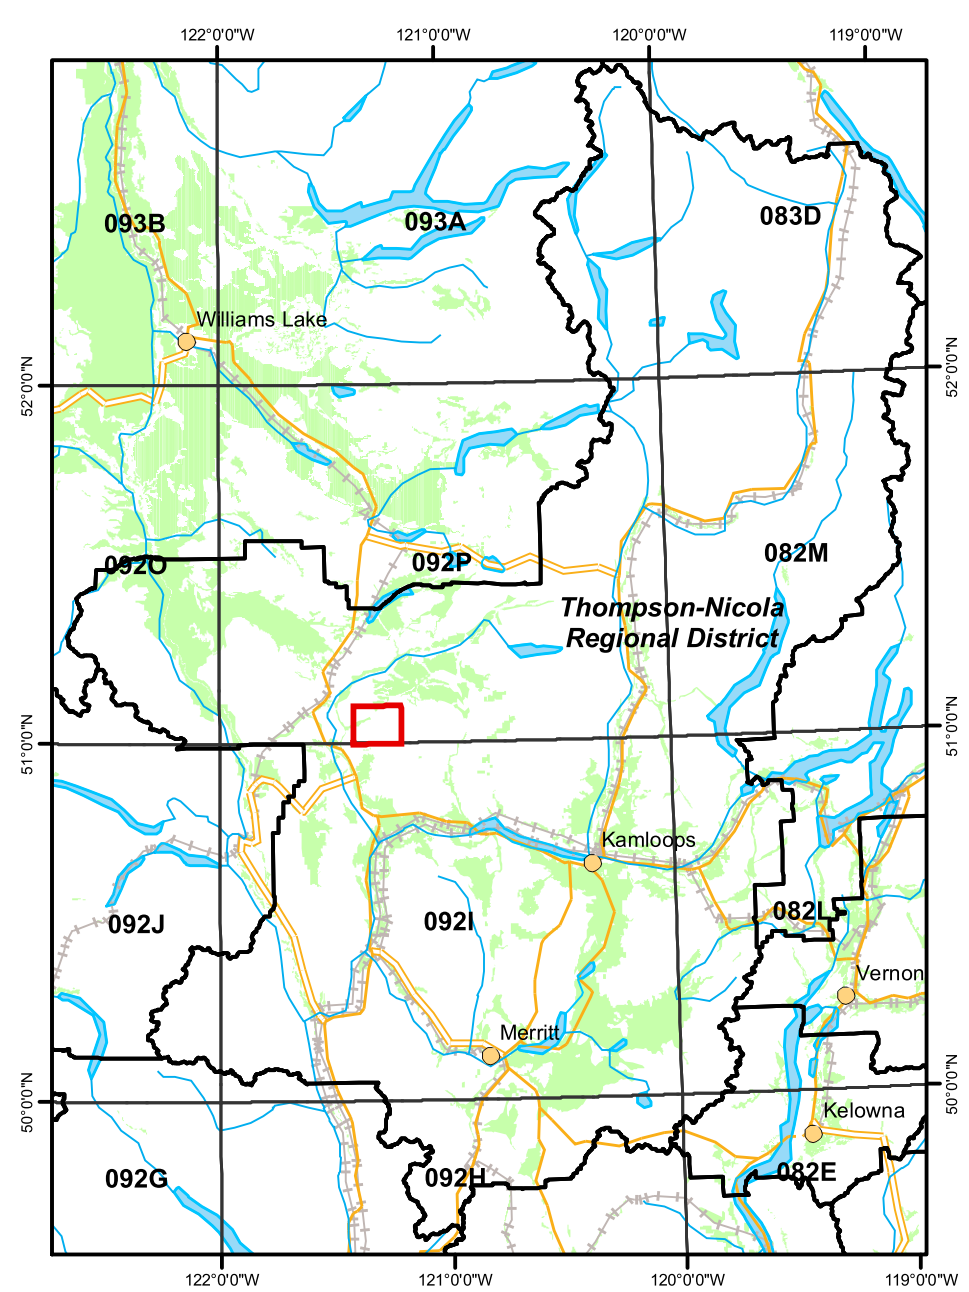 122°0'0"W
121°0'0"W
120°0'0"W
119°0'0"W
093B
093A
083D
Williams Lake
52°0'0"N
52°0'0"N
092O
092P
082M
Thompson-Nicola
Regional District
51°0'0"N
51°0'0"N
Kamloops
092J
092I
082L
Vernon
Merritt
50°0'0"N
50°0'0"N
Kelowna
092G
092H
082E
122°0'0"W
121°0'0"W
120°0'0"W
119°0'0"W